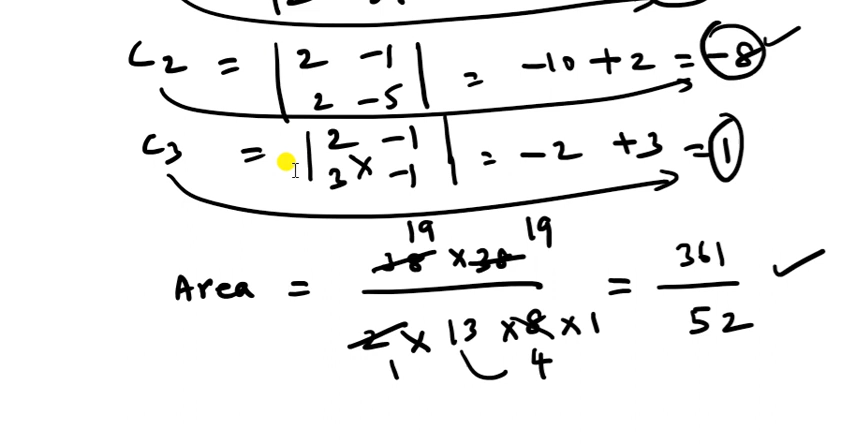 C2 = | 2 -1 | = -10 + 2 = -8 ✓
| 2 -5 |
C3 = | 2 × -1 | = -2 + 3 = 1
| 3 -1 |
19 19
Area = 38 × 38 = 361 ✓
2 × 13 × 8 × 1 52
1 4